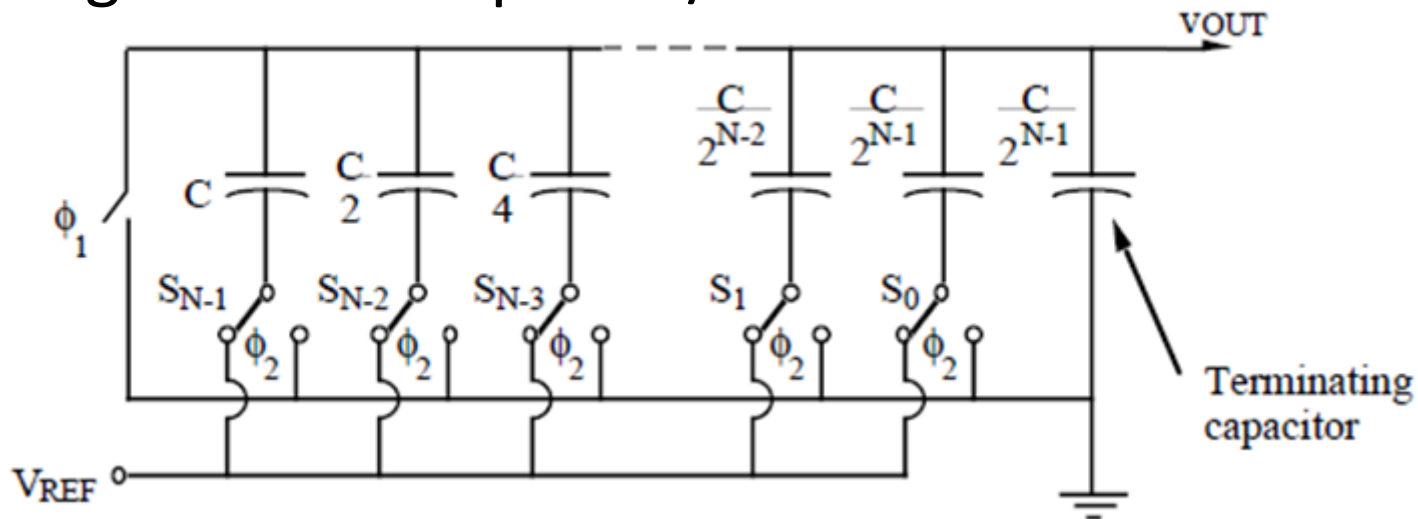 VOUT
C
C/2
C/4
C/2^N-2
C/2^N-1
C/2^N-1
ϕ1
SN-1
SN-2
SN-3
S1
S0
ϕ2
ϕ2
ϕ2
ϕ2
ϕ2
Terminating
capacitor
VREF